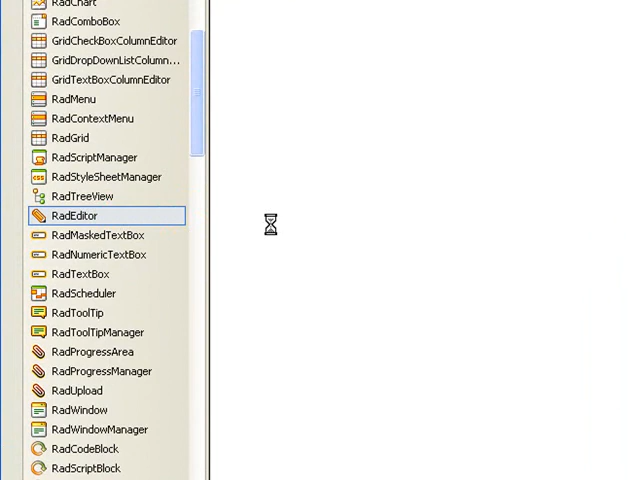 RadChart
RadComboBox
GridCheckBoxColumnEditor
GridDropDownListColumn...
GridTextBoxColumnEditor
RadMenu
RadContextMenu
RadGrid
RadScriptManager
css RadStyleSheetManager
RadTreeView
RadEditor
RadMaskedTextBox
RadNumericTextBox
RadTextBox
RadScheduler
RadToolTip
RadToolTipManager
RadProgressArea
RadProgressManager
RadUpload
RadWindow
RadWindowManager
RadCodeBlock
RadScriptBlock